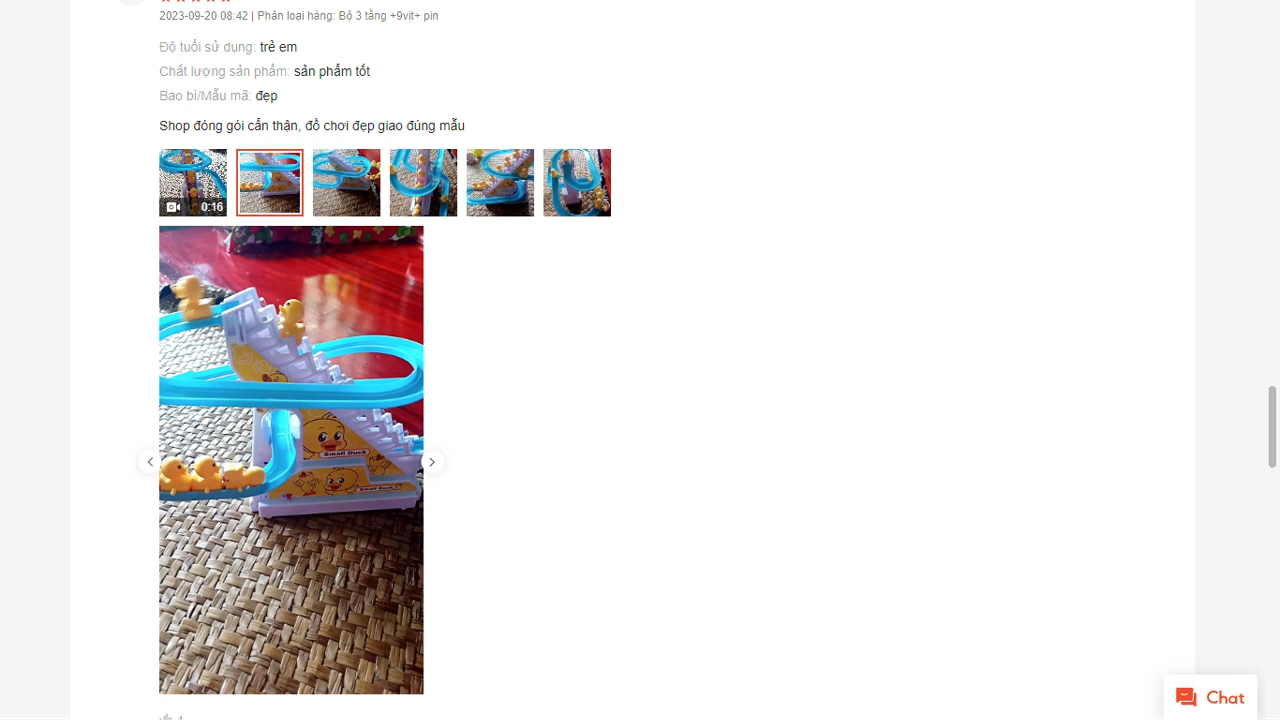 2023-09-20 08:42 | Phân loại hàng: Bộ 3 tầng +9vịt+ pin
Độ tuổi sử dụng: trẻ em
Chất lượng sản phẩm: sản phẩm tốt
Bao bì/Mẫu mã: đẹp
Shop đóng gói cẩn thận, đồ chơi đẹp giao đúng mẫu
0:16
Small Duck
Small Duck
Chat